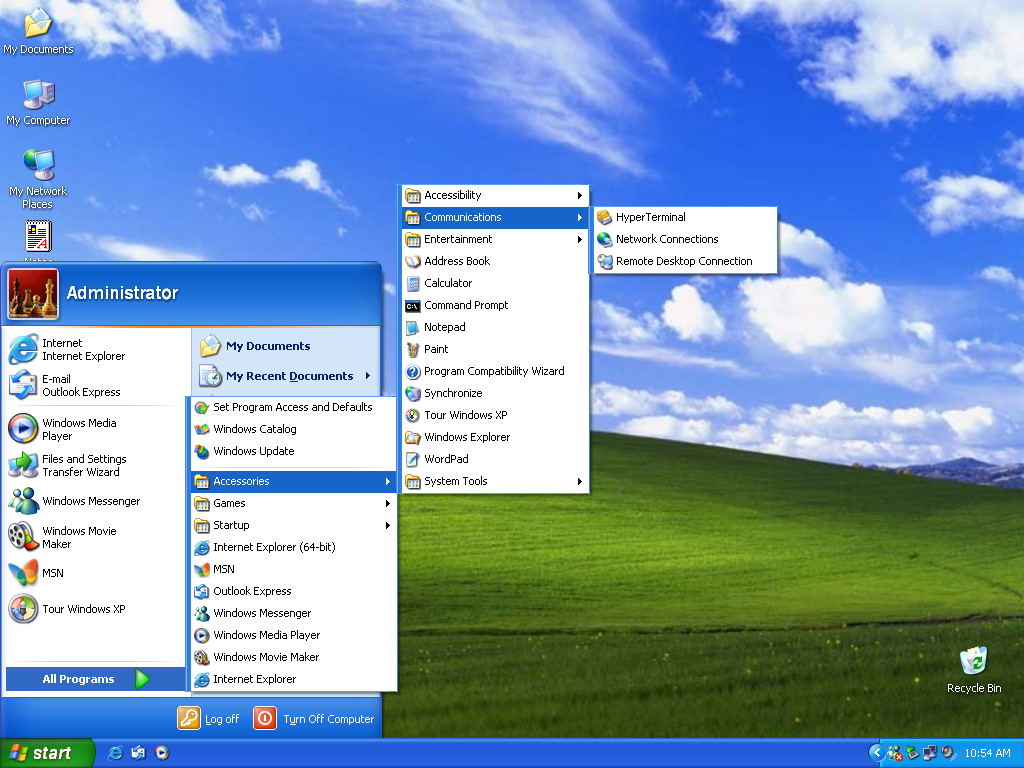 My Documents
My Computer
My Network
Places
Administrator
Internet
Internet Explorer
E-mail
Outlook Express
Windows Media
Player
Files and Settings
Transfer Wizard
Windows Messenger
Windows Movie
Maker
MSN
Tour Windows XP
All Programs
My Documents
My Recent Documents
Set Program Access and Defaults
Windows Catalog
Windows Update
Accessories
Games
Startup
Internet Explorer (64-bit)
MSN
Outlook Express
Windows Messenger
Windows Media Player
Windows Movie Maker
Internet Explorer
Accessibility
Communications
Entertainment
Address Book
Calculator
Command Prompt
Notepad
Paint
Program Compatibility Wizard
Synchronize
Tour Windows XP
Windows Explorer
WordPad
System Tools
HyperTerminal
Network Connections
Remote Desktop Connection
Recycle Bin
Log off
Turn Off Computer
start
10:54 AM